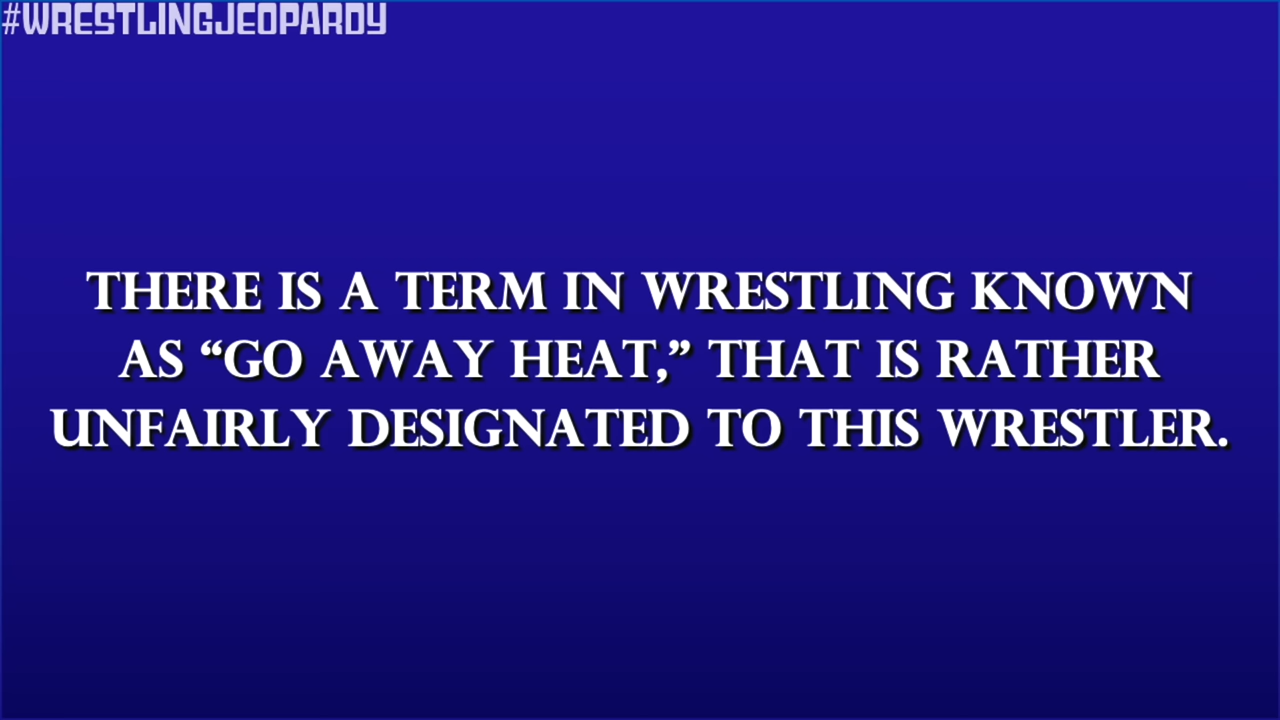 #WRESTLINGJEOPARDY
THERE IS A TERM IN WRESTLING KNOWN
AS “GO AWAY HEAT,” THAT IS RATHER
UNFAIRLY DESIGNATED TO THIS WRESTLER.